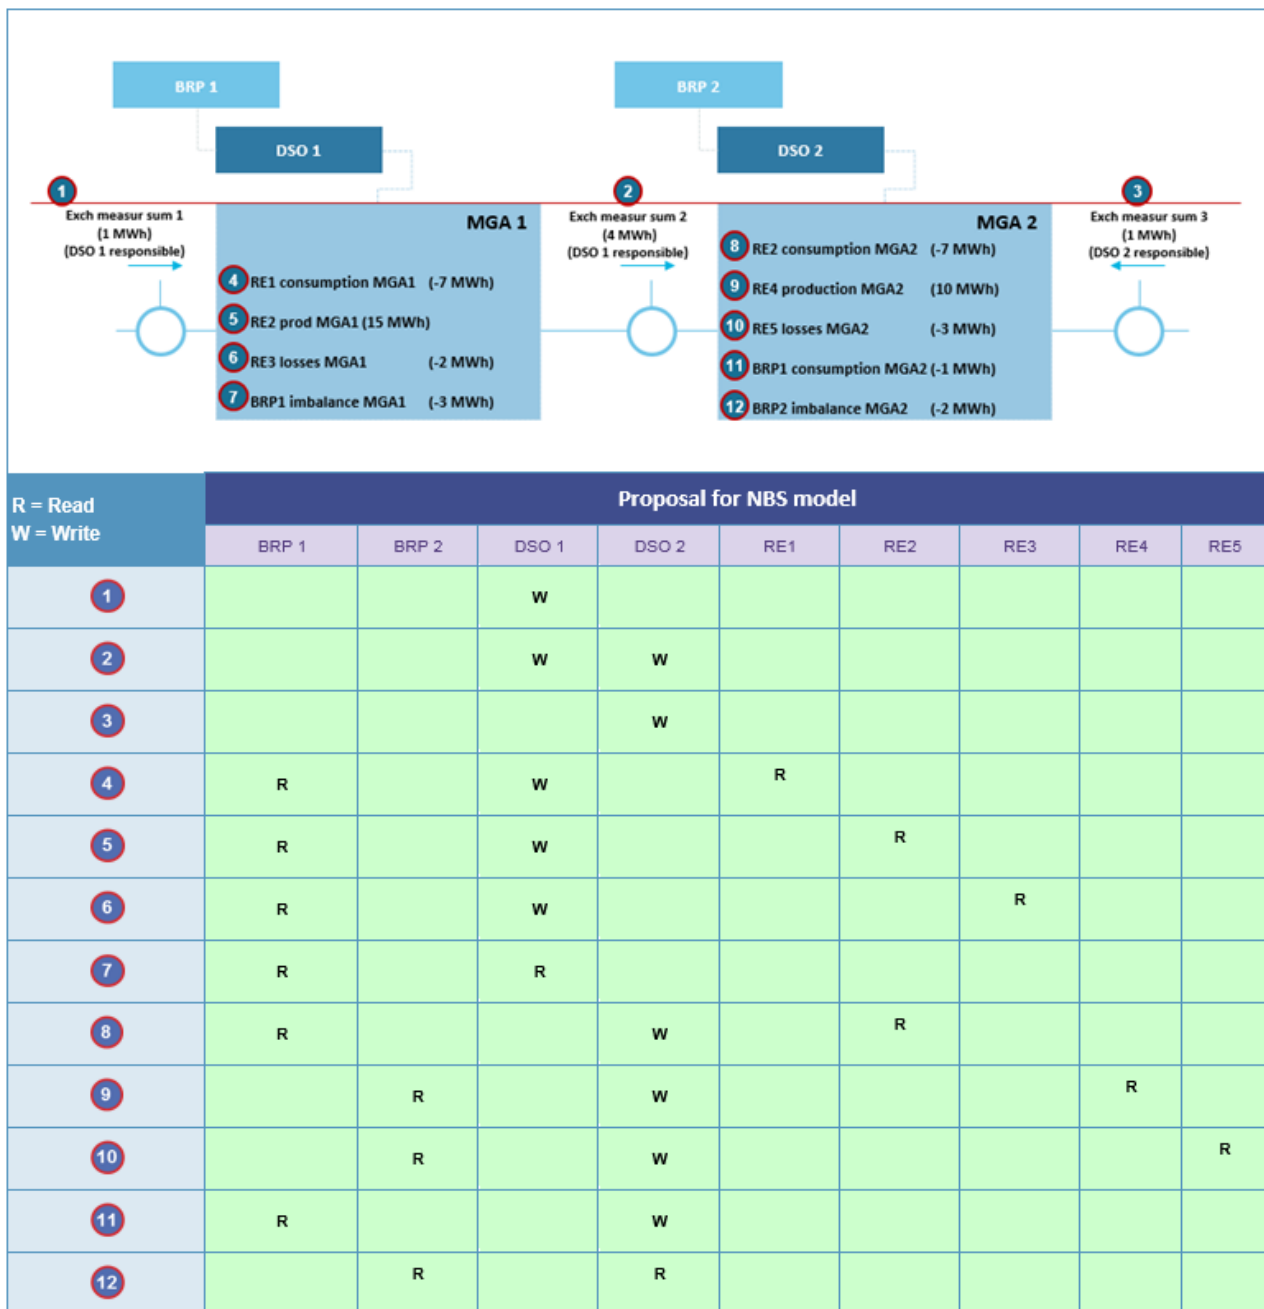 BRP 1
BRP 2
DSO 1
DSO 2
1
2
3
Exch measur sum 1
(1 MWh)
(DSO 1 responsible)
MGA 1
4 RE1 consumption MGA1 (-7 MWh)
5 RE2 prod MGA1 (15 MWh)
6 RE3 losses MGA1 (-2 MWh)
7 BRP1 imbalance MGA1 (-3 MWh)
Exch measur sum 2
(4 MWh)
(DSO 1 responsible)
MGA 2
8 RE2 consumption MGA2 (-7 MWh)
9 RE4 production MGA2 (10 MWh)
10 RE5 losses MGA2 (-3 MWh)
11 BRP1 consumption MGA2 (-1 MWh)
12 BRP2 imbalance MGA2 (-2 MWh)
Exch measur sum 3
(1 MWh)
(DSO 2 responsible)
R = Read
W = Write
Proposal for NBS model
BRP 1 BRP 2 DSO 1 DSO 2 RE1 RE2 RE3 RE4 RE5
1 W
2 W W
3 W
4 R W R
5 R W R
6 R W R
7 R R
8 R W R
9 R W R
10 R W R
11 R W
12 R R